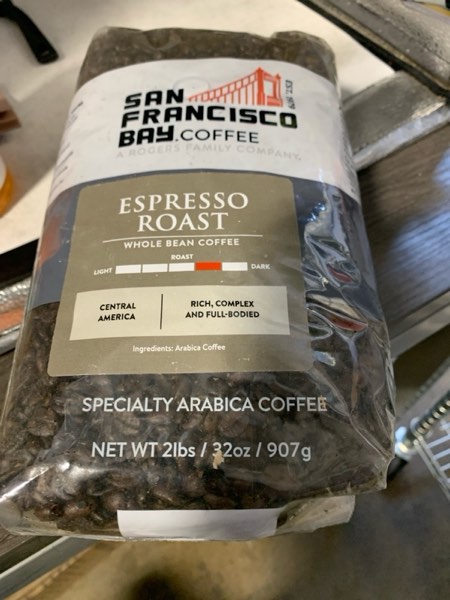 SAN
FRANCISCO
BAY COFFEE
A ROGERS FAMILY COMPANY
ESPRESSO
ROAST
WHOLE BEAN COFFEE
ROAST
LIGHT DARK
CENTRAL
AMERICA
RICH, COMPLEX
AND FULL-BODIED
Ingredients: Arabica Coffee
SPECIALTY ARABICA COFFEE
NET WT 2lbs / 32oz / 907g